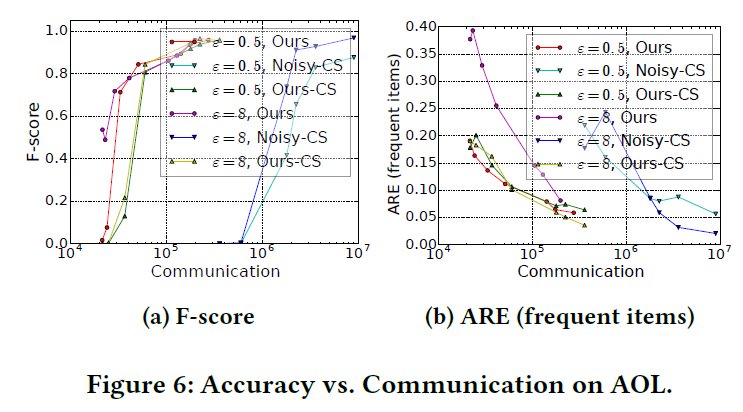 1.0
0.8
0.6
0.4
0.2
0.0
F-score
10^4
10^5
10^6
10^7
Communication
ε = 0.5, Ours
ε = 0.5, Noisy-CS
ε = 0.5, Ours-CS
ε = 8, Ours
ε = 8, Noisy-CS
ε = 8, Ours-CS
(a) F-score
0.40
0.35
0.30
0.25
0.20
0.15
0.10
0.05
0.00
ARE (frequent items)
10^4
10^5
10^6
10^7
Communication
ε = 0.5, Ours
ε = 0.5, Noisy-CS
ε = 0.5, Ours-CS
ε = 8, Ours
ε = 8, Noisy-CS
ε = 8, Ours-CS
(b) ARE (frequent items)
Figure 6: Accuracy vs. Communication on AOL.